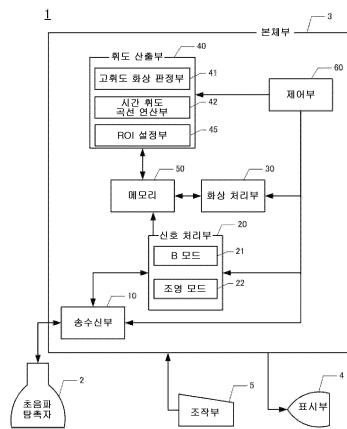 1
3
본체부
40
휘도 산출부
고휘도 화상 판정부
41
시간 휘도
곡선 연산부
42
ROI 설정부
45
60
제어부
50
메모리
30
화상 처리부
20
신호 처리부
B 모드
21
조영 모드
22
10
송수신부
초음파
탐촉자
2
조작부
5
표시부
4